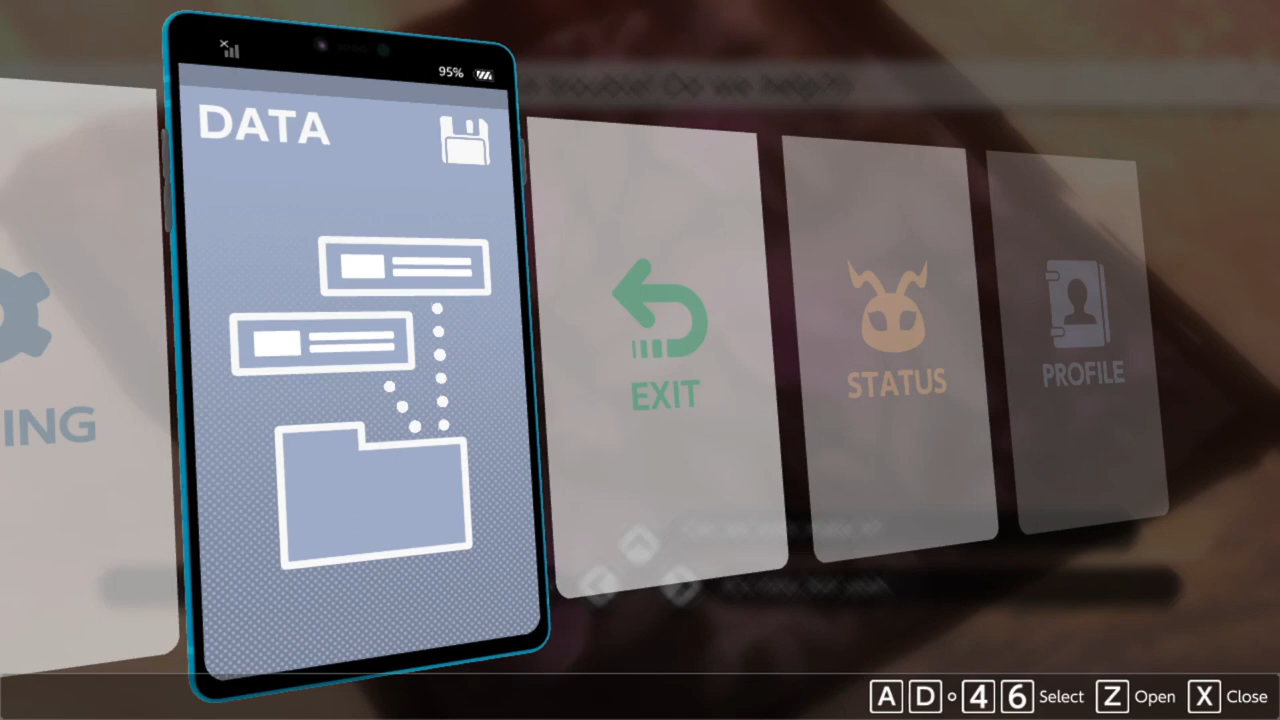 95%
DATA
ING
EXIT
STATUS
PROFILE
A D 4 6 Select Z Open X Close